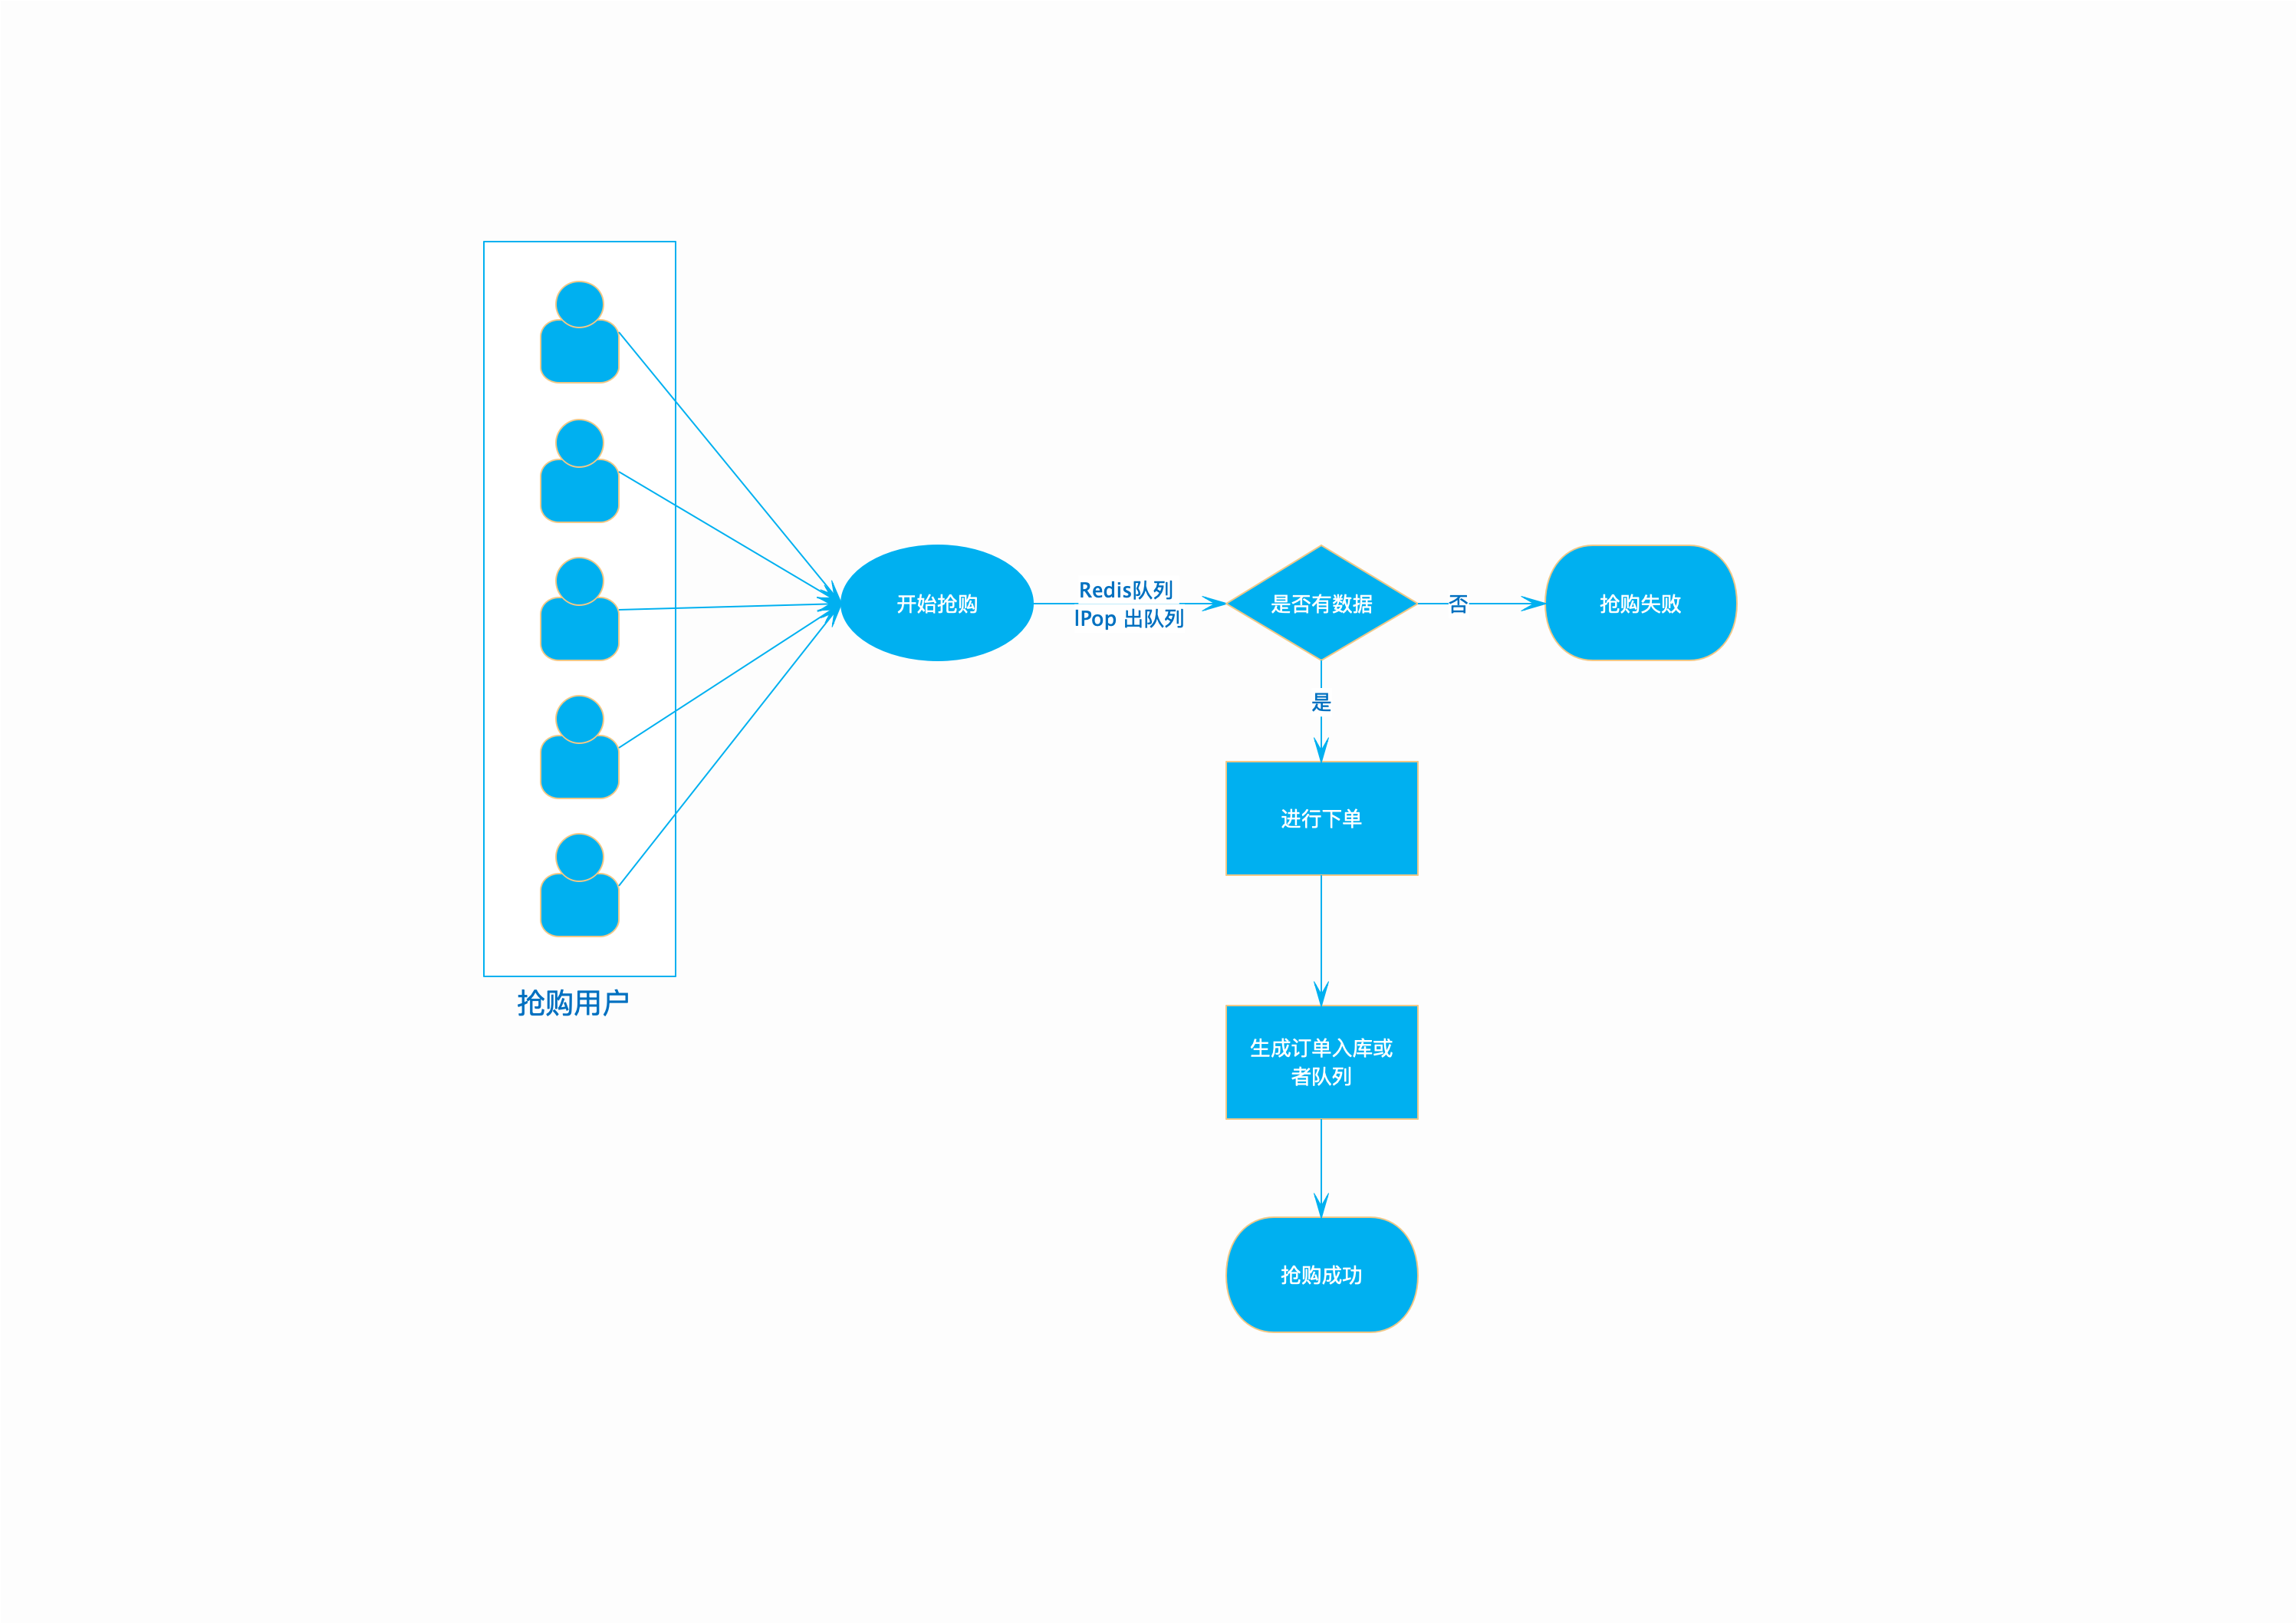 开始抢购
Redis队列
lPop 出队列
是否有数据
否
抢购失败
是
进行下单
抢购用户
生成订单入库或
者队列
抢购成功